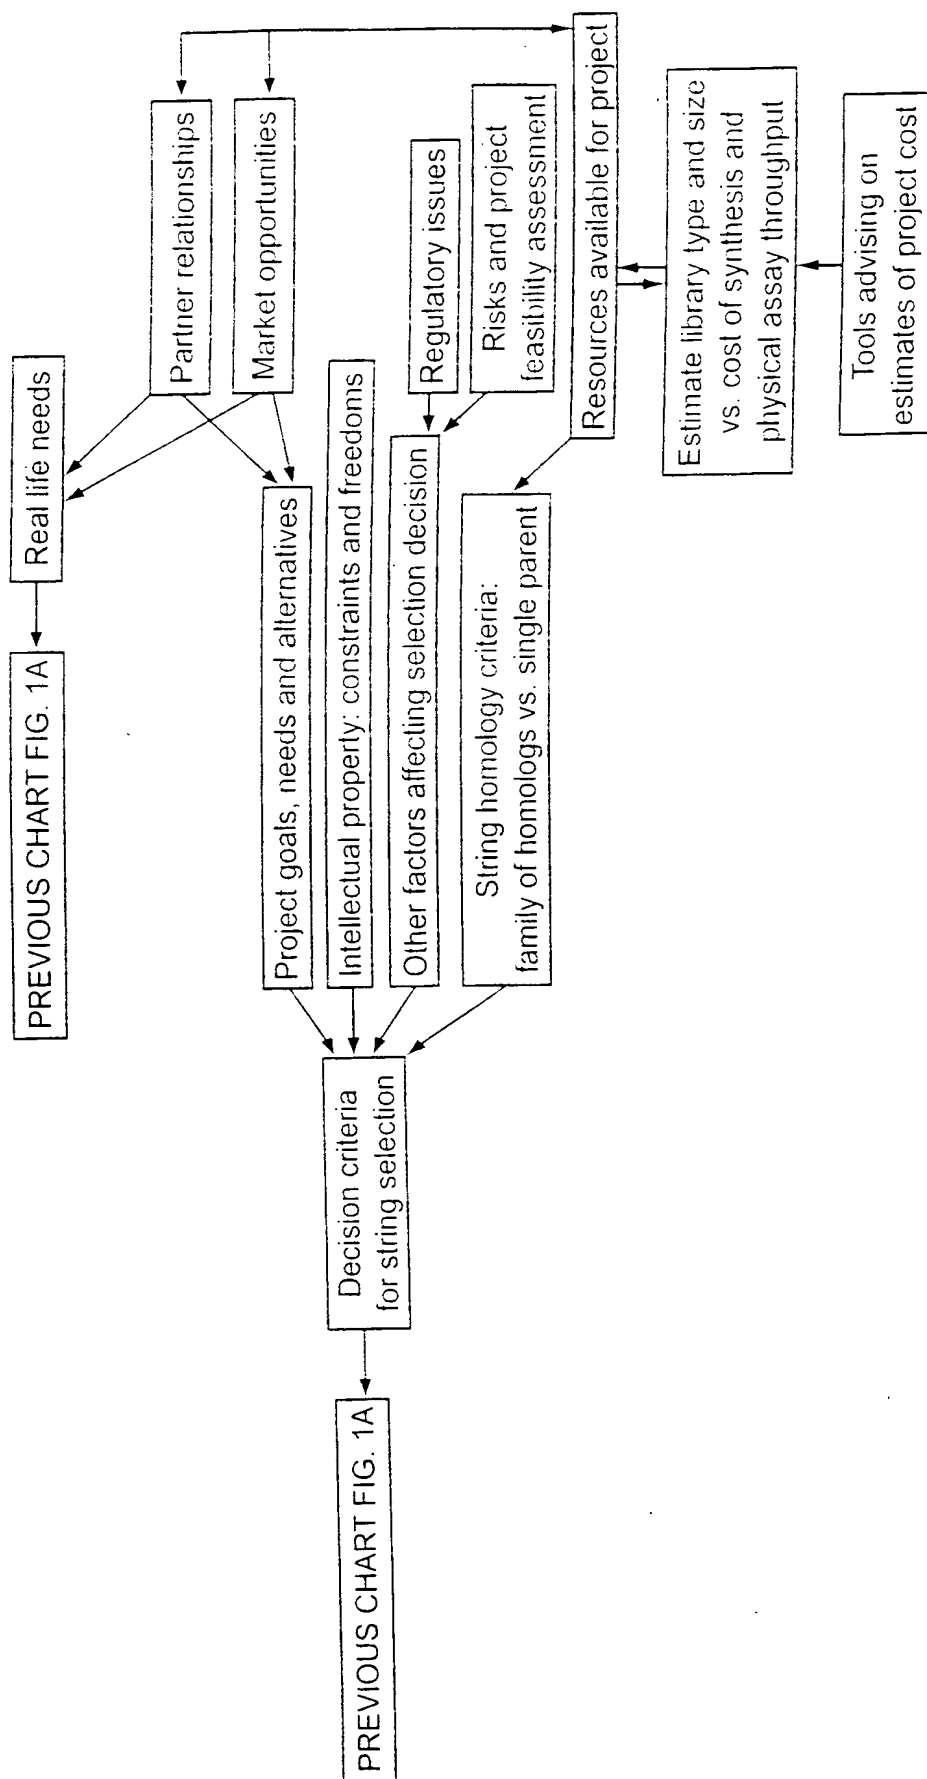 PREVIOUS CHART FIG. 1A
Real life needs
Partner relationships
Market opportunities
Project goals, needs and alternatives
Intellectual property: constraints and freedoms
Regulatory issues
Other factors affecting selection decision
Risks and project
feasibility assessment
String homology criteria:
family of homologs vs. single parent
Resources available for project
Decision criteria
for string selection
PREVIOUS CHART FIG. 1A
Estimate library type and size
vs. cost of synthesis and
physical assay throughput
Tools advising on
estimates of project cost